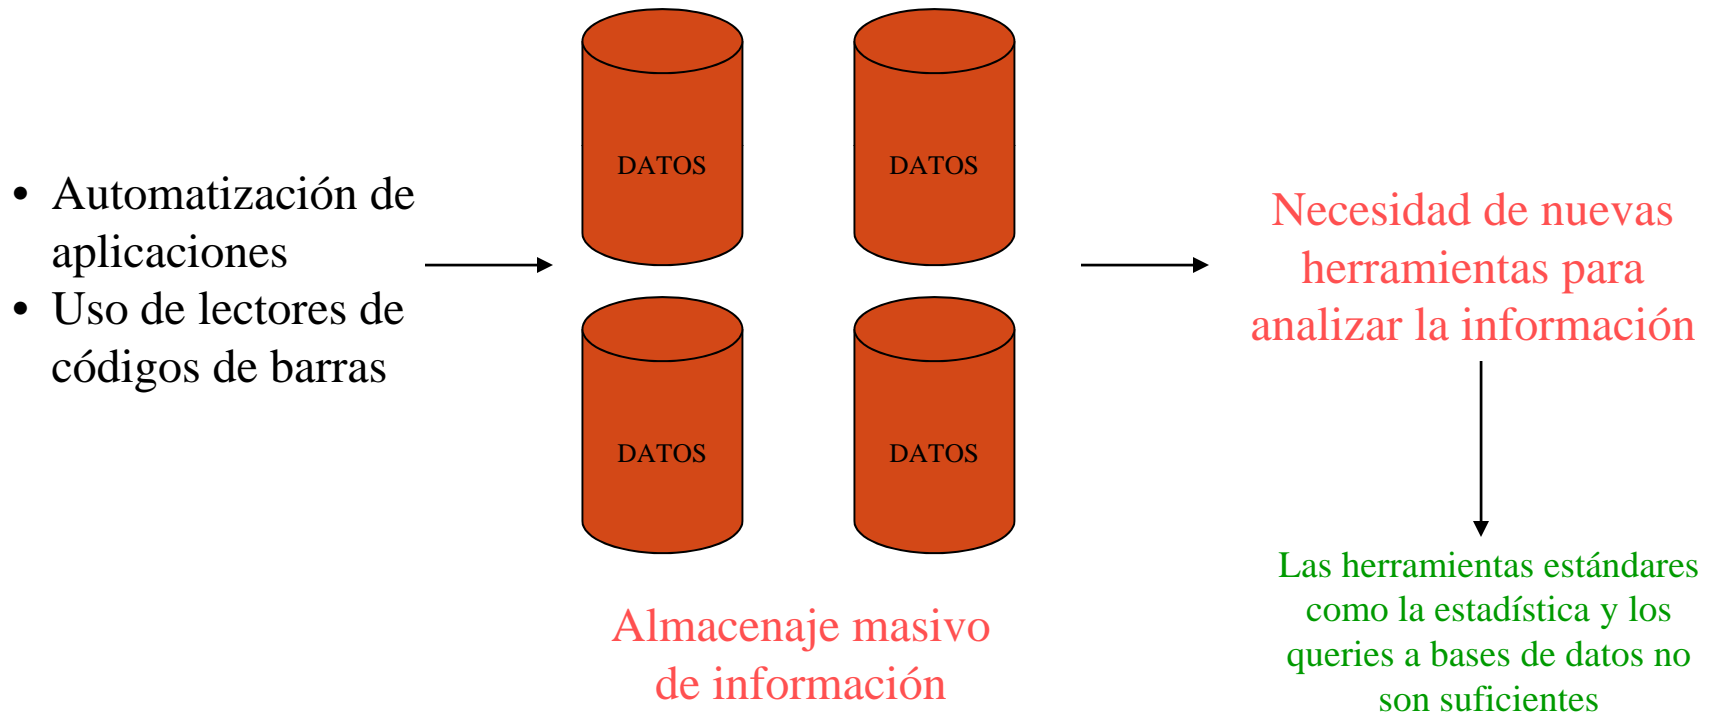 • Automatización de
aplicaciones
• Uso de lectores de
códigos de barras
DATOS
DATOS
DATOS
DATOS
Almacenaje masivo
de información
Necesidad de nuevas
herramientas para
analizar la información
Las herramientas estándares
como la estadística y los
queries a bases de datos no
son suficientes